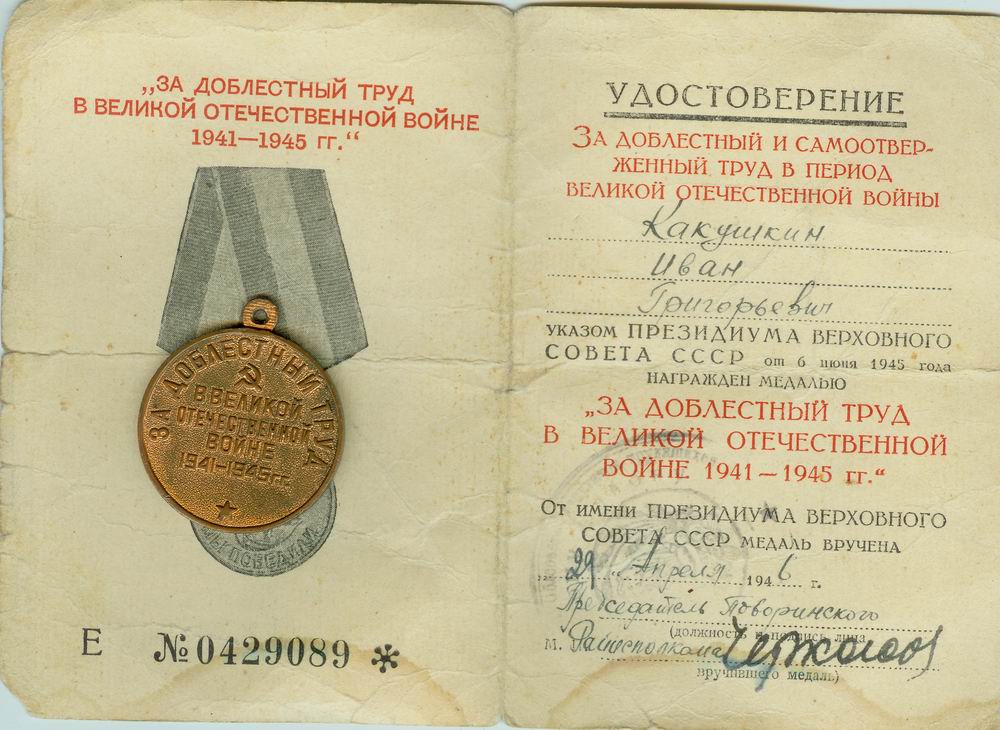 „ЗА ДОБЛЕСТНЫЙ ТРУД
В ВЕЛИКОЙ ОТЕЧЕСТВЕННОЙ ВОЙНЕ
1941—1945 гг.“
ЗА ДОБЛЕСТНЫЙ ТРУД
В ВЕЛИКОЙ
ОТЕЧЕСТВЕННОЙ
ВОЙНЕ
1941–1945гг.
ПОБЕДИЛИ
Е №0429089
УДОСТОВЕРЕНИЕ
ЗА ДОБЛЕСТНЫЙ И САМООТВЕР-
ЖЕННЫЙ ТРУД В ПЕРИОД
ВЕЛИКОЙ ОТЕЧЕСТВЕННОЙ ВОЙНЫ
Какушкин
Иван
Григорьевич
УКАЗОМ ПРЕЗИДИУМА ВЕРХОВНОГО
СОВЕТА СССР от 6 июня 1945 года
НАГРАЖДЕН МЕДАЛЬЮ
„ЗА ДОБЛЕСТНЫЙ ТРУД
В ВЕЛИКОЙ ОТЕЧЕСТВЕННОЙ
ВОЙНЕ 1941—1945 гг.“
От имени ПРЕЗИДИУМА ВЕРХОВНОГО
СОВЕТА СССР МЕДАЛЬ ВРУЧЕНА
„29“ Апреля 1946 г.
Председатель Поворинского
(должность и подпись лица
М. Райисполкома
вручившего медаль)